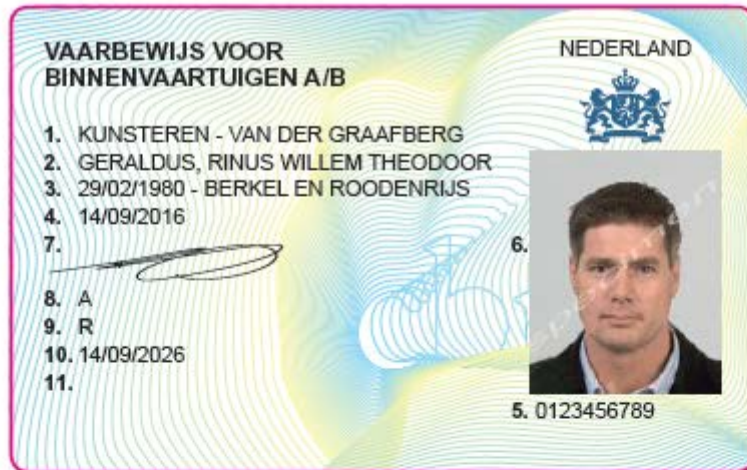 VAARBEWIJS VOOR
BINNENVAARTUIGEN A/B
NEDERLAND
1. KUNSTEREN - VAN DER GRAAFBERG
2. GERALDUS, RINUS WILLEM THEODOOR
3. 29/02/1980 - BERKEL EN ROODENRIJS
4. 14/09/2016
7.
6.
8. A
9. R
10. 14/09/2026
11.
5. 0123456789